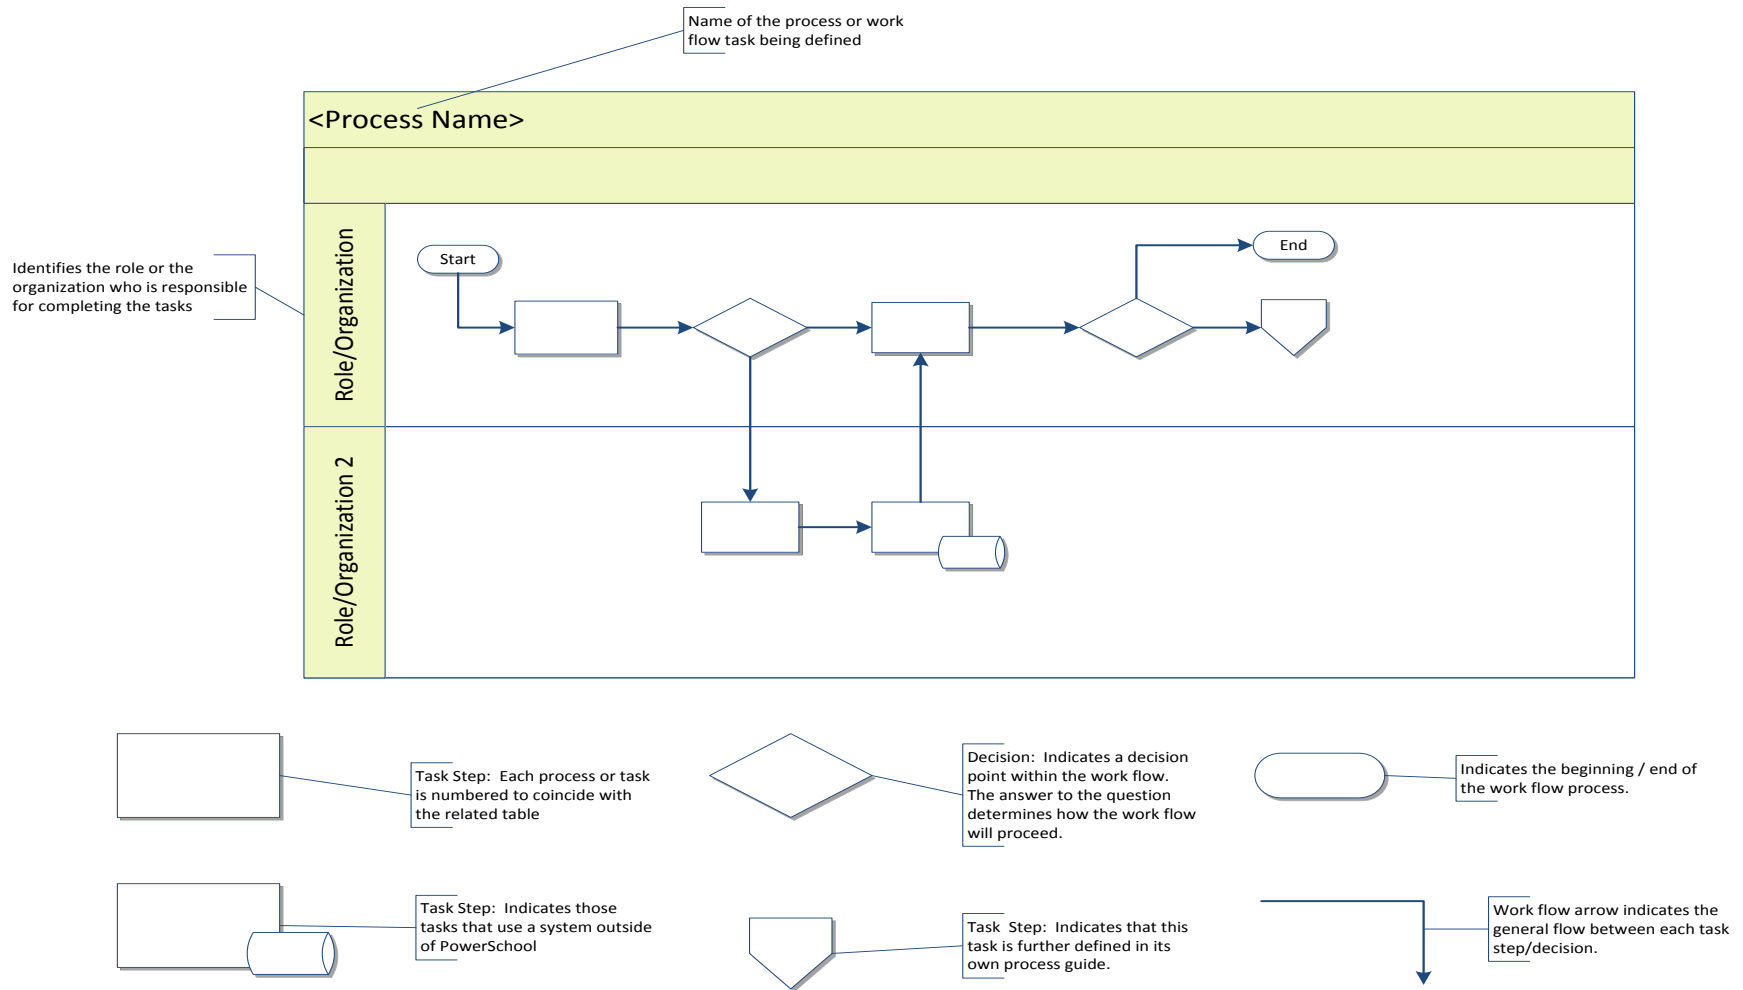 Name of the process or work
flow task being defined
<Process Name>
Identifies the role or the
organization who is responsible
for completing the tasks
Role/Organization
Start
End
Role/Organization 2
Task Step:  Each process or task
is numbered to coincide with
the related table
Decision:  Indicates a decision
point within the work flow.
The answer to the question
determines how the work flow
will proceed.
Indicates the beginning / end of
the work flow process.
Task Step:  Indicates those
tasks that use a system outside
of PowerSchool
Task  Step:  Indicates that this
task is further defined in its
own process guide.
Work flow arrow indicates the
general flow between each task
step/decision.